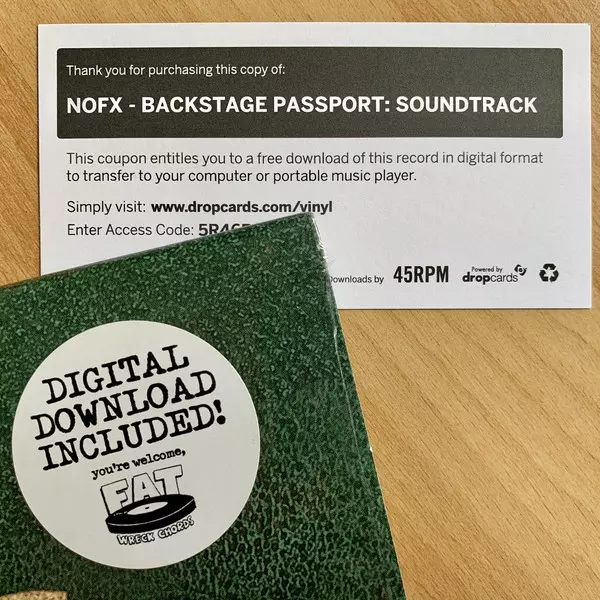 Thank you for purchasing this copy of:
NOFX - BACKSTAGE PASSPORT: SOUNDTRACK
This coupon entitles you to a free download of this record in digital format
to transfer to your computer or portable music player.
Simply visit: www.dropcards.com/vinyl
Enter Access Code:
ownloads by 45RPM Powered by dropcards
DIGITAL
DOWNLOAD
INCLUDED!
you're welcome,
FAT
WRECK CHORDS